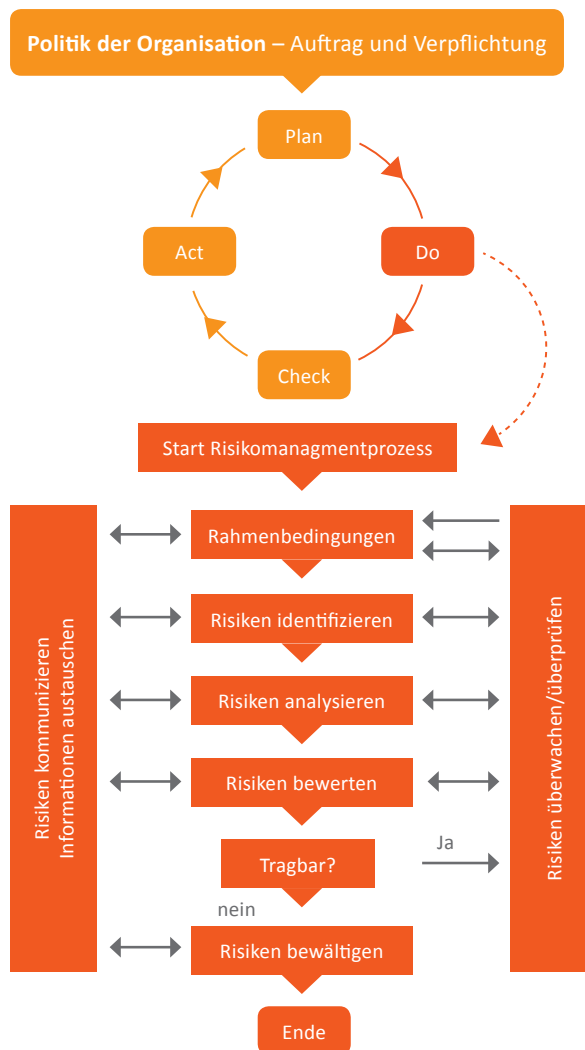 Politik der Organisation – Auftrag und Verpflichtung
Plan
Act
Do
Check
Start Risikomanagmentprozess
Rahmenbedingungen
Risiken identifizieren
Risiken analysieren
Risiken bewerten
Tragbar?
Ja
nein
Risiken bewältigen
Ende
Risiken kommunizieren
Informationen austauschen
Risiken überwachen/überprüfen